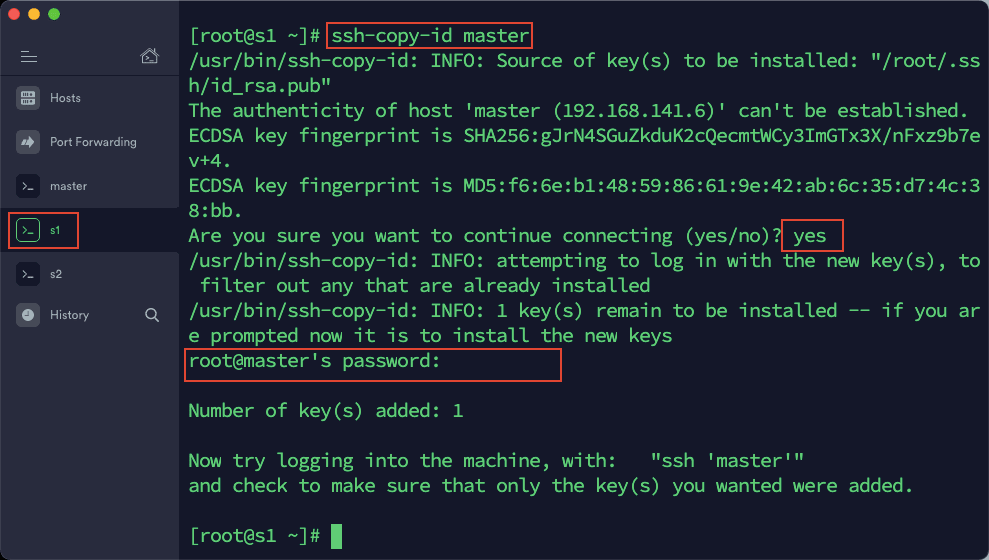 Hosts
Port Forwarding
master
s1
s2
History
[root@s1 ~]# ssh-copy-id master
/usr/bin/ssh-copy-id: INFO: Source of key(s) to be installed: "/root/.ss
h/id_rsa.pub"
The authenticity of host 'master (192.168.141.6)' can't be established.
ECDSA key fingerprint is SHA256:gJrN4SGuZkduK2cQecmtWCy3ImGTx3X/nFxz9b7e
v+4.
ECDSA key fingerprint is MD5:f6:6e:b1:48:59:86:61:9e:42:ab:6c:35:d7:4c:3
8:bb.
Are you sure you want to continue connecting (yes/no)? yes
/usr/bin/ssh-copy-id: INFO: attempting to log in with the new key(s), to
 filter out any that are already installed
/usr/bin/ssh-copy-id: INFO: 1 key(s) remain to be installed -- if you ar
e prompted now it is to install the new keys
root@master's password:
Number of key(s) added: 1
Now try logging into the machine, with:   "ssh 'master'"
and check to make sure that only the key(s) you wanted were added.
[root@s1 ~]#